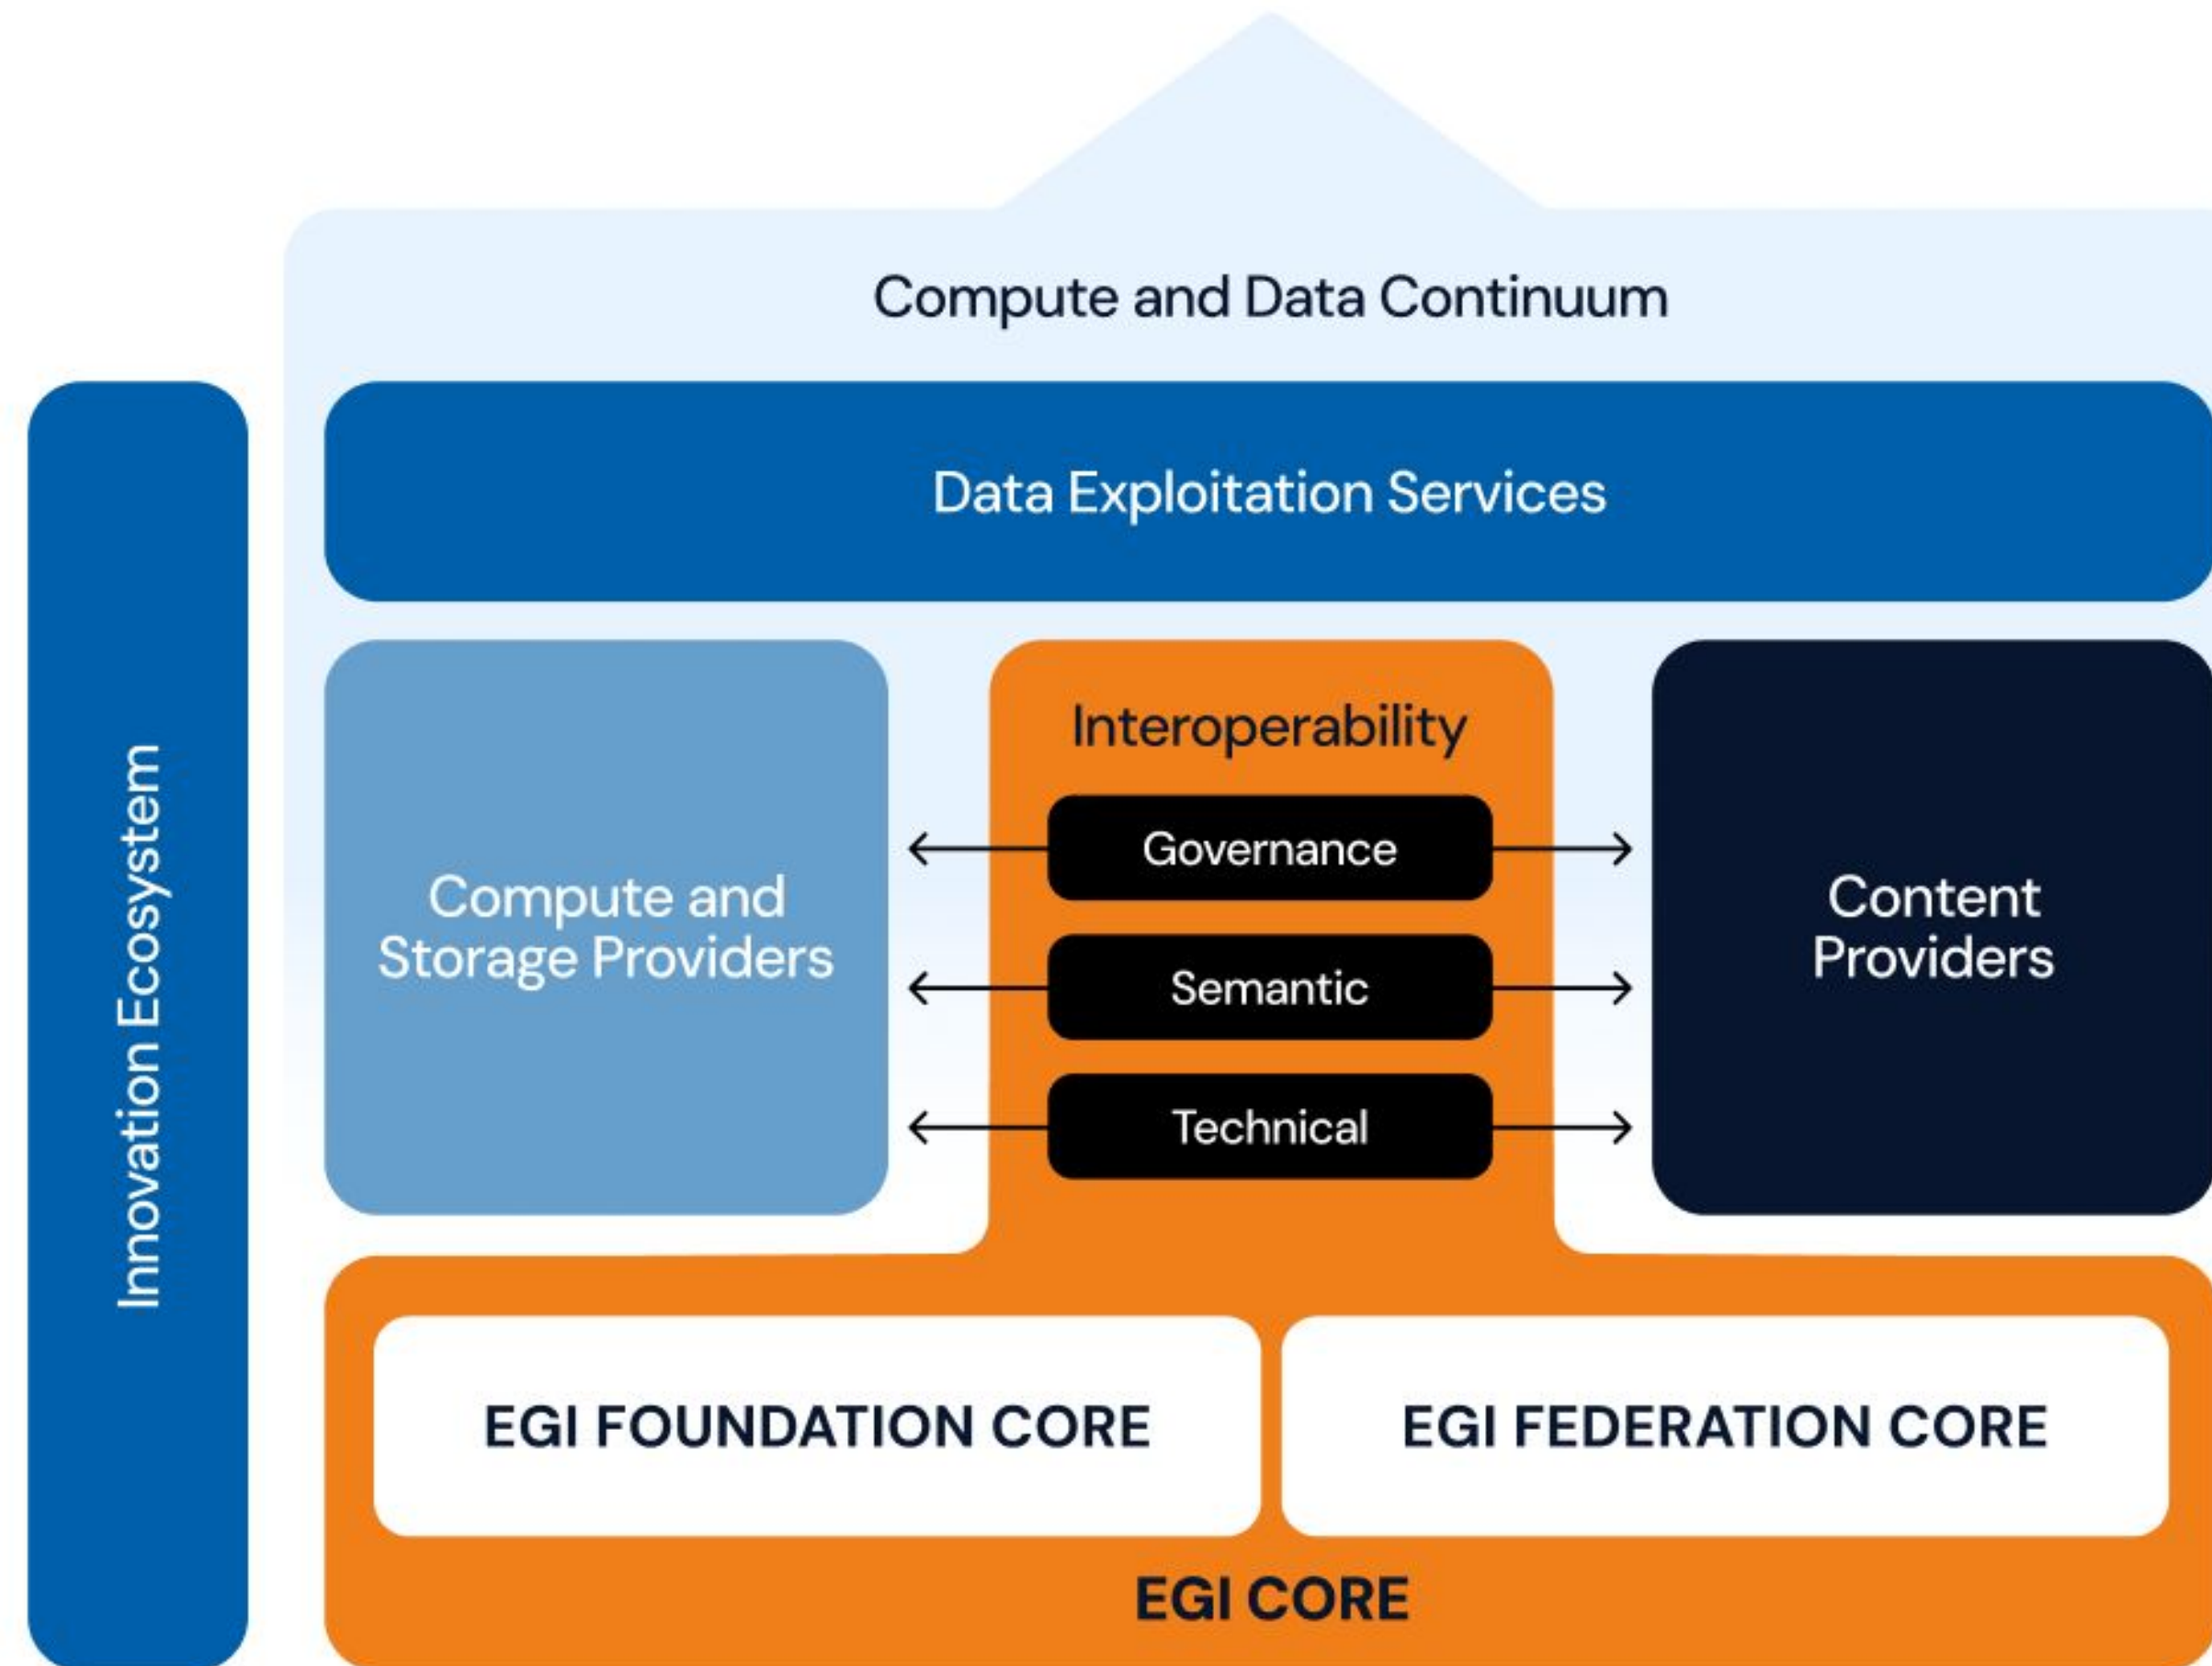 Compute and Data Continuum
Data Exploitation Services
Innovation Ecosystem
Compute and
Storage Providers
Interoperability
Governance
Semantic
Technical
Content
Providers
EGI FOUNDATION CORE
EGI FEDERATION CORE
EGI CORE